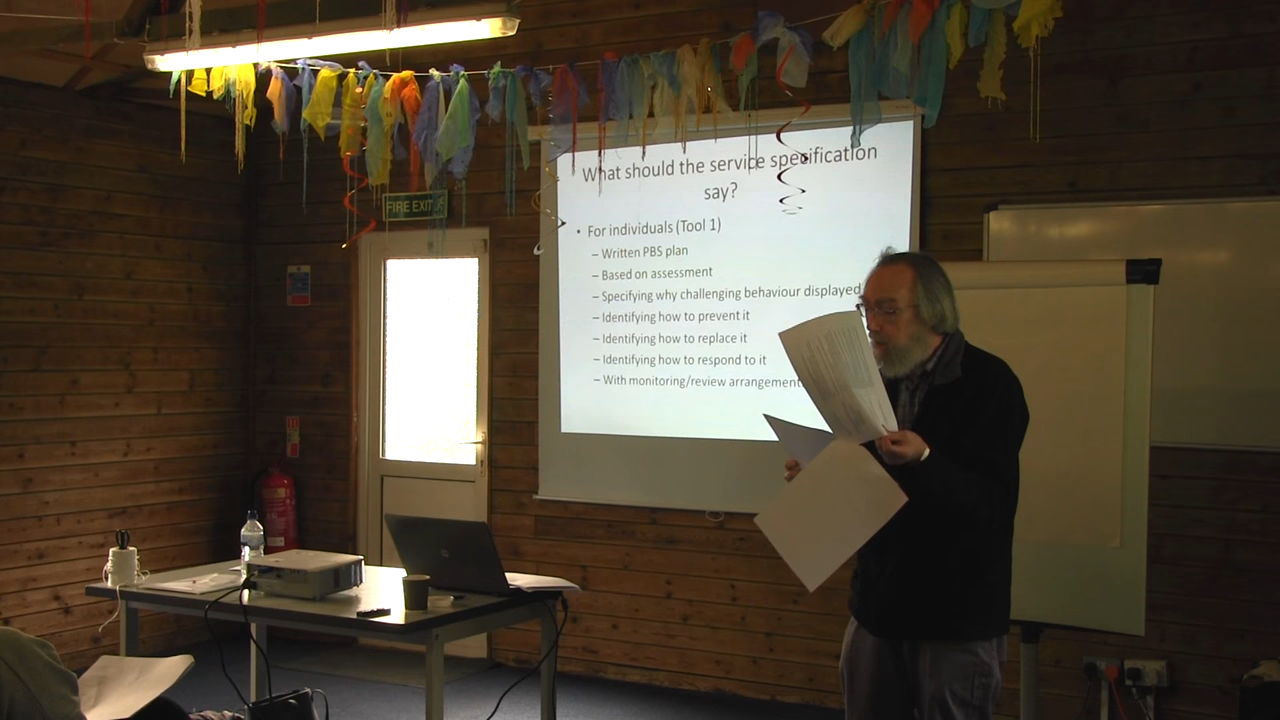 What should the service specification
say?
• For individuals (Tool 1)
– Written PBS plan
– Based on assessment
– Specifying why challenging behaviour displayed
– Identifying how to prevent it
– Identifying how to replace it
– Identifying how to respond to it
– With monitoring/review arrangement
FIRE EXIT